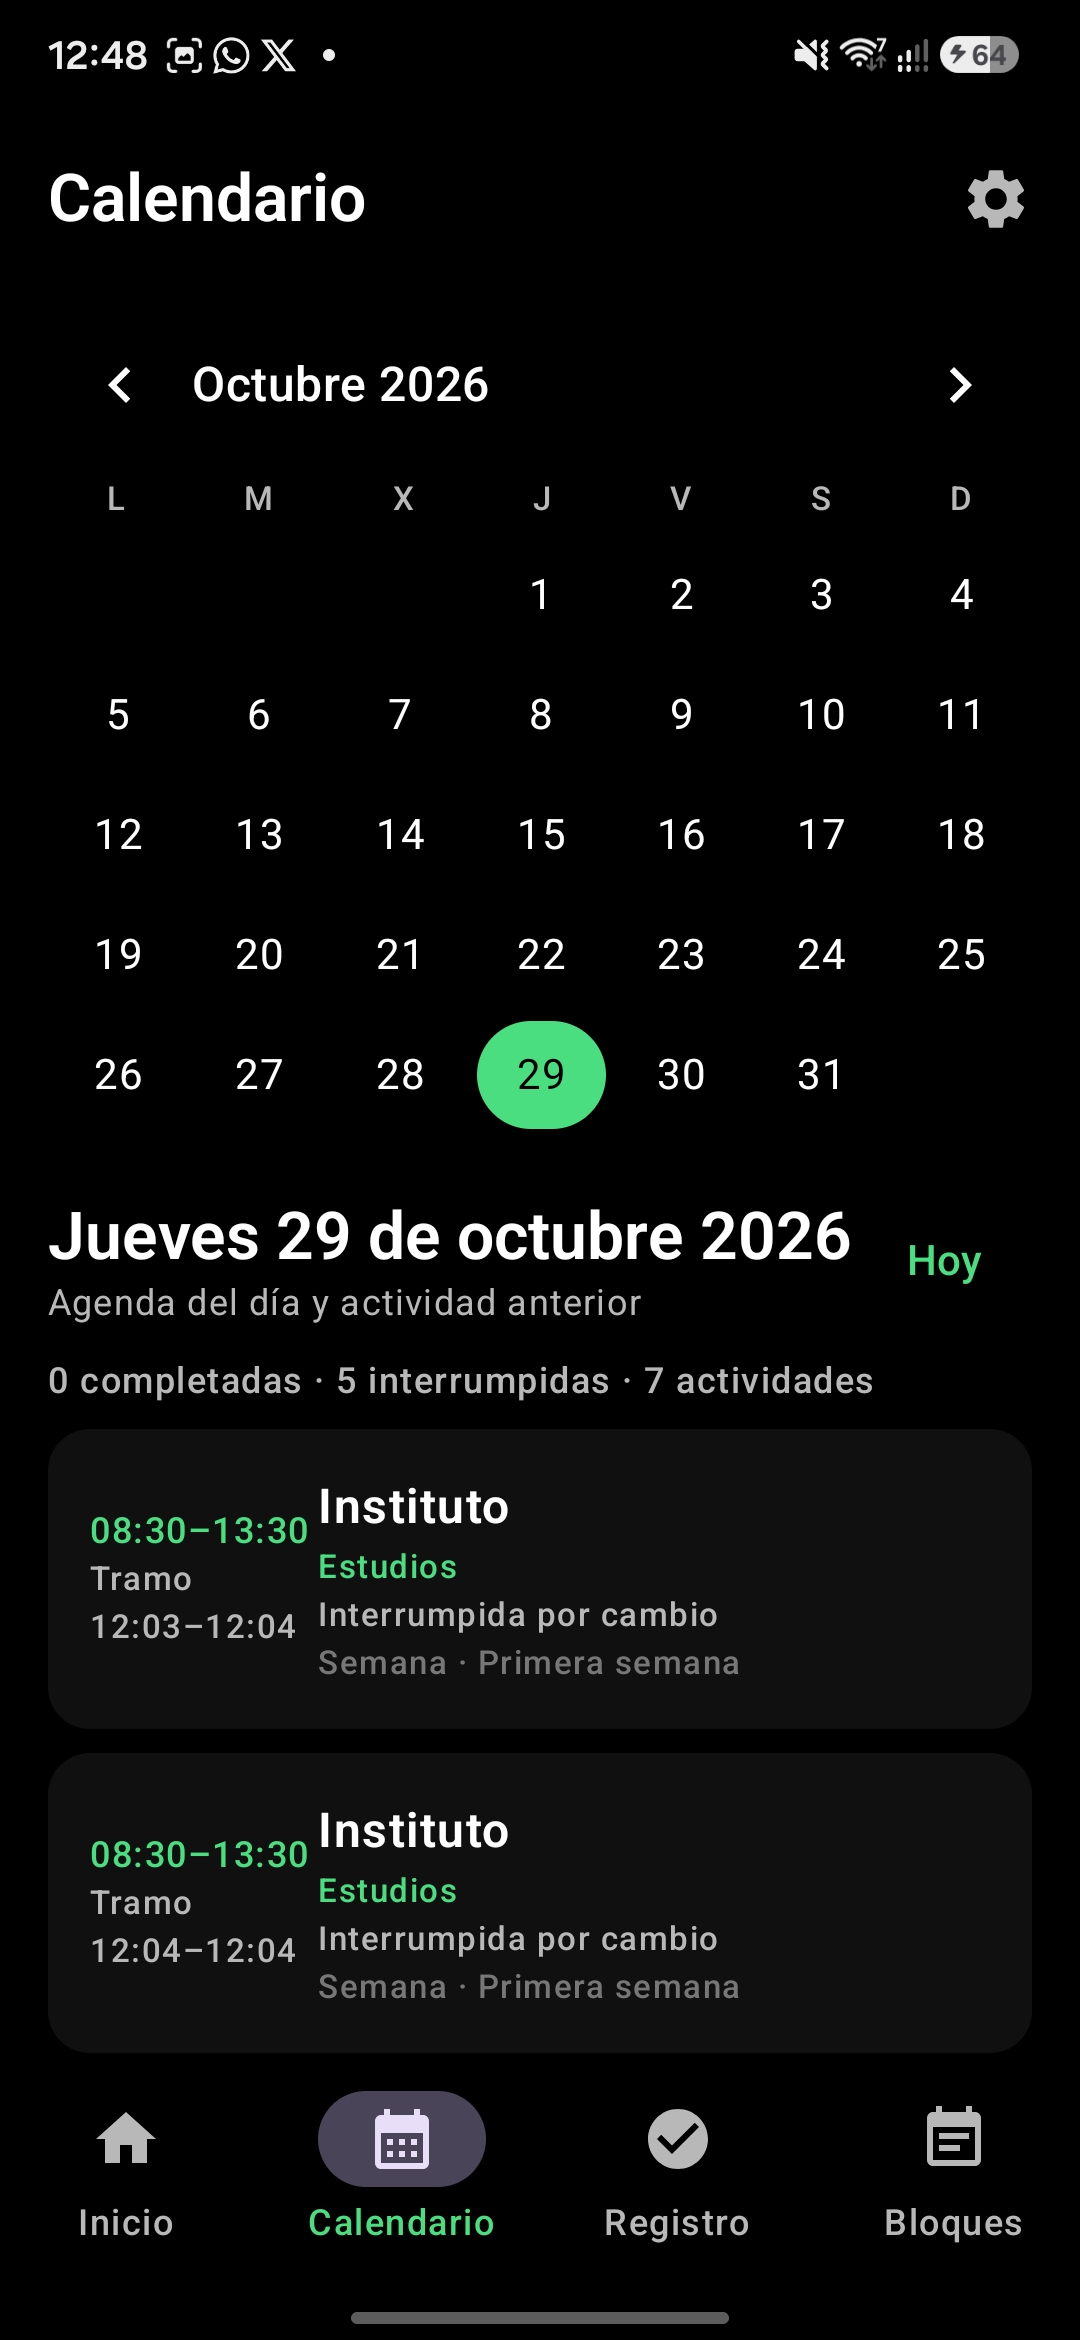 12:48
7
64
Calendario
Octubre 2026
L M X J V S D
1 2 3 4
5 6 7 8 9 10 11
12 13 14 15 16 17 18
19 20 21 22 23 24 25
26 27 28 29 30 31
Jueves 29 de octubre 2026
Hoy
Agenda del día y actividad anterior
0 completadas · 5 interrumpidas · 7 actividades
Instituto
08:30–13:30
Estudios
Tramo
Interrumpida por cambio
12:03–12:04
Semana · Primera semana
Instituto
08:30–13:30
Estudios
Tramo
Interrumpida por cambio
12:04–12:04
Semana · Primera semana
Inicio Calendario Registro Bloques